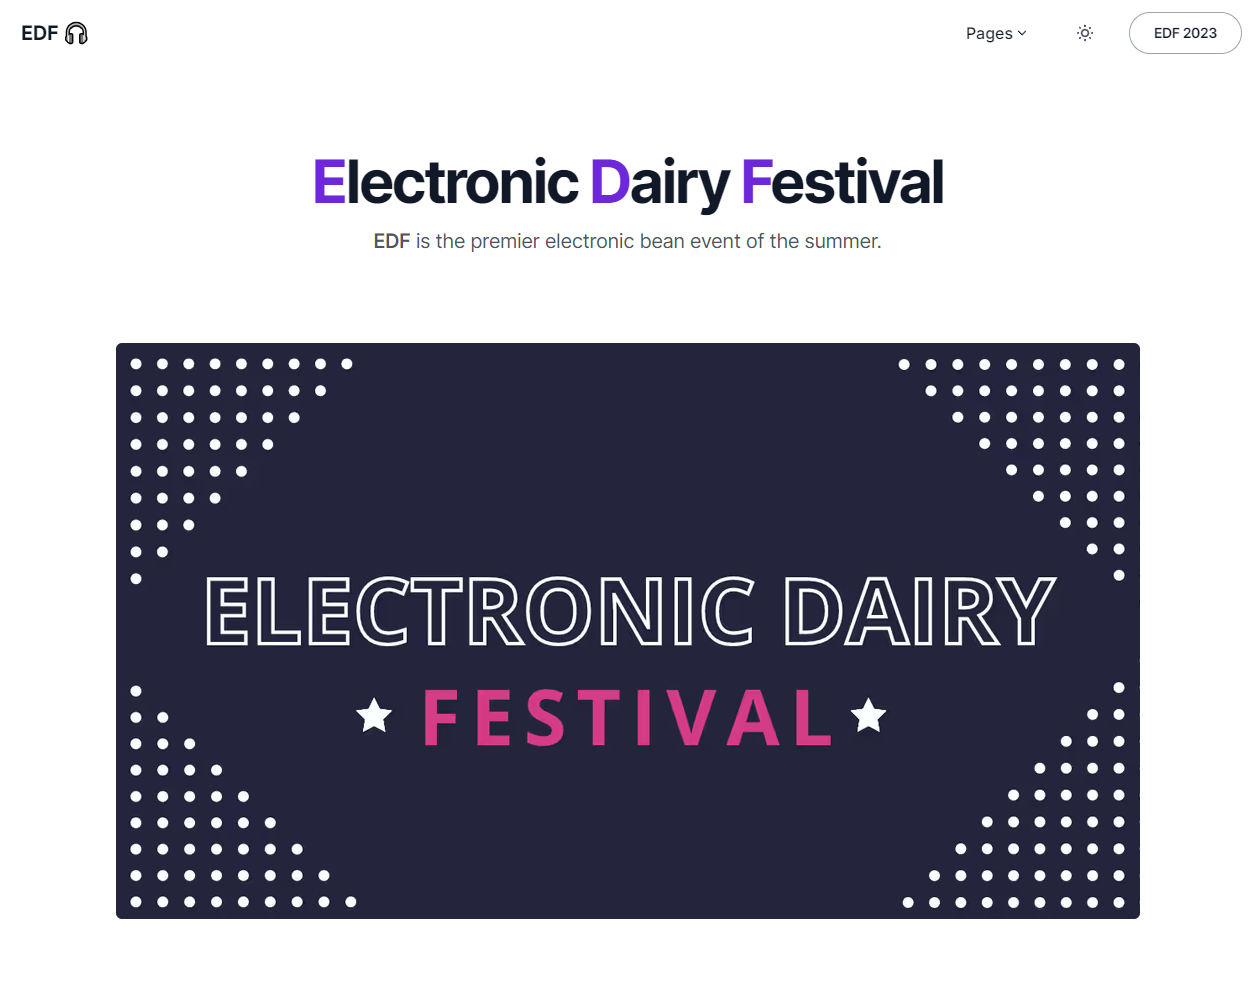 EDF
Pages
EDF 2023
Electronic Dairy Festival
EDF is the premier electronic bean event of the summer.
ELECTRONIC DAIRY
FESTIVAL